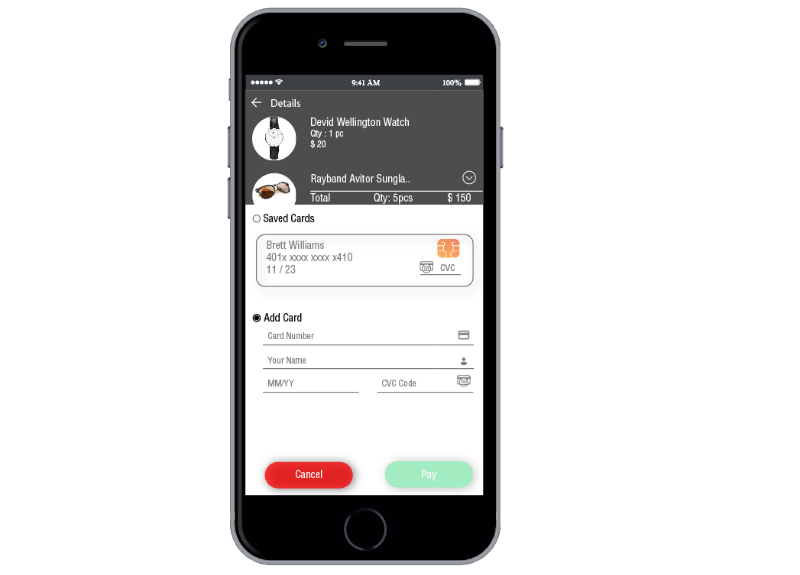 9:41 AM
100%
Details
Devid Wellington Watch
Qty : 1 pc
$ 20
Rayband Avitor Sungla..
Total Qty: 5pcs $ 150
Saved Cards
Brett Williams
401x xxxx xxxx x410
11 / 23
CVC
Add Card
Card Number
Your Name
MM/YY
CVC Code
Cancel
Pay